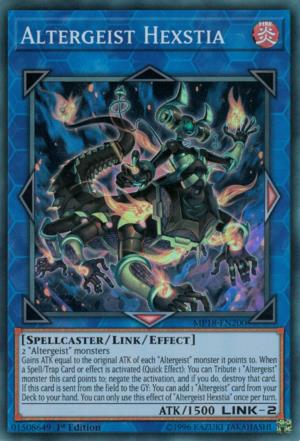 ALTERGEIST HEXSTIA
FIRE
炎
MP18-EN200
[SPELLCASTER/LINK/EFFECT]
2 "Altergeist" monsters
Gains ATK equal to the original ATK of each "Altergeist" monster it points to. When
a Spell/Trap Card or effect is activated (Quick Effect): You can Tribute 1 "Altergeist"
monster this card points to; negate the activation, and if you do, destroy that card.
If this card is sent from the field to the GY: You can add 1 "Altergeist" card from your
Deck to your hand. You can only use this effect of "Altergeist Hexstia" once per turn.
ATK/1500 LINK-2
01508649 1st Edition ©1996 KAZUKI TAKAHASHI